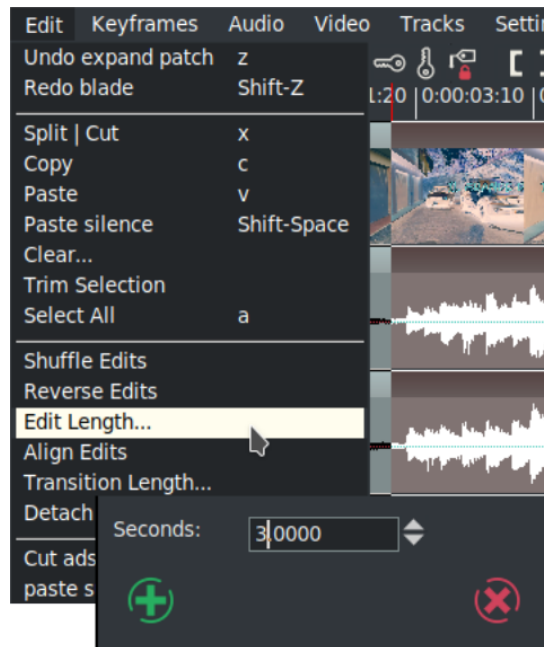 Edit Keyframes Audio Video Tracks
Undo expand patch z
Redo blade Shift-Z
1:20 0:00:03:10
Split | Cut x
Copy c
Paste v
Paste silence Shift-Space
Clear...
Trim Selection
Select All a
Shuffle Edits
Reverse Edits
Edit Length...
Align Edits
Transition Length...
Detach
Seconds: 3.0000
Cut ads
paste s